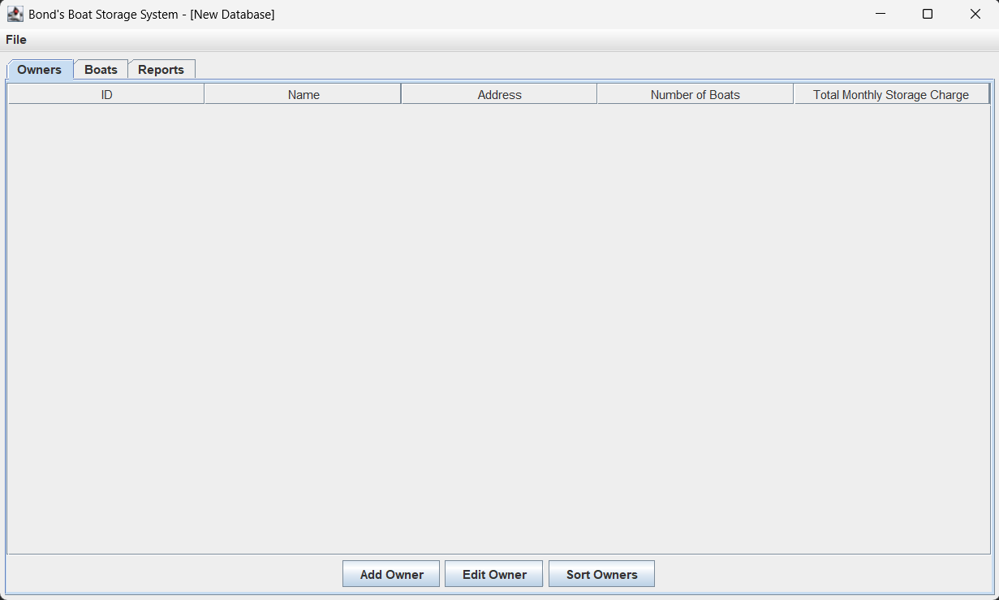 Bond's Boat Storage System - [New Database]
File
Owners Boats Reports
ID Name Address Number of Boats Total Monthly Storage Charge
Add Owner Edit Owner Sort Owners